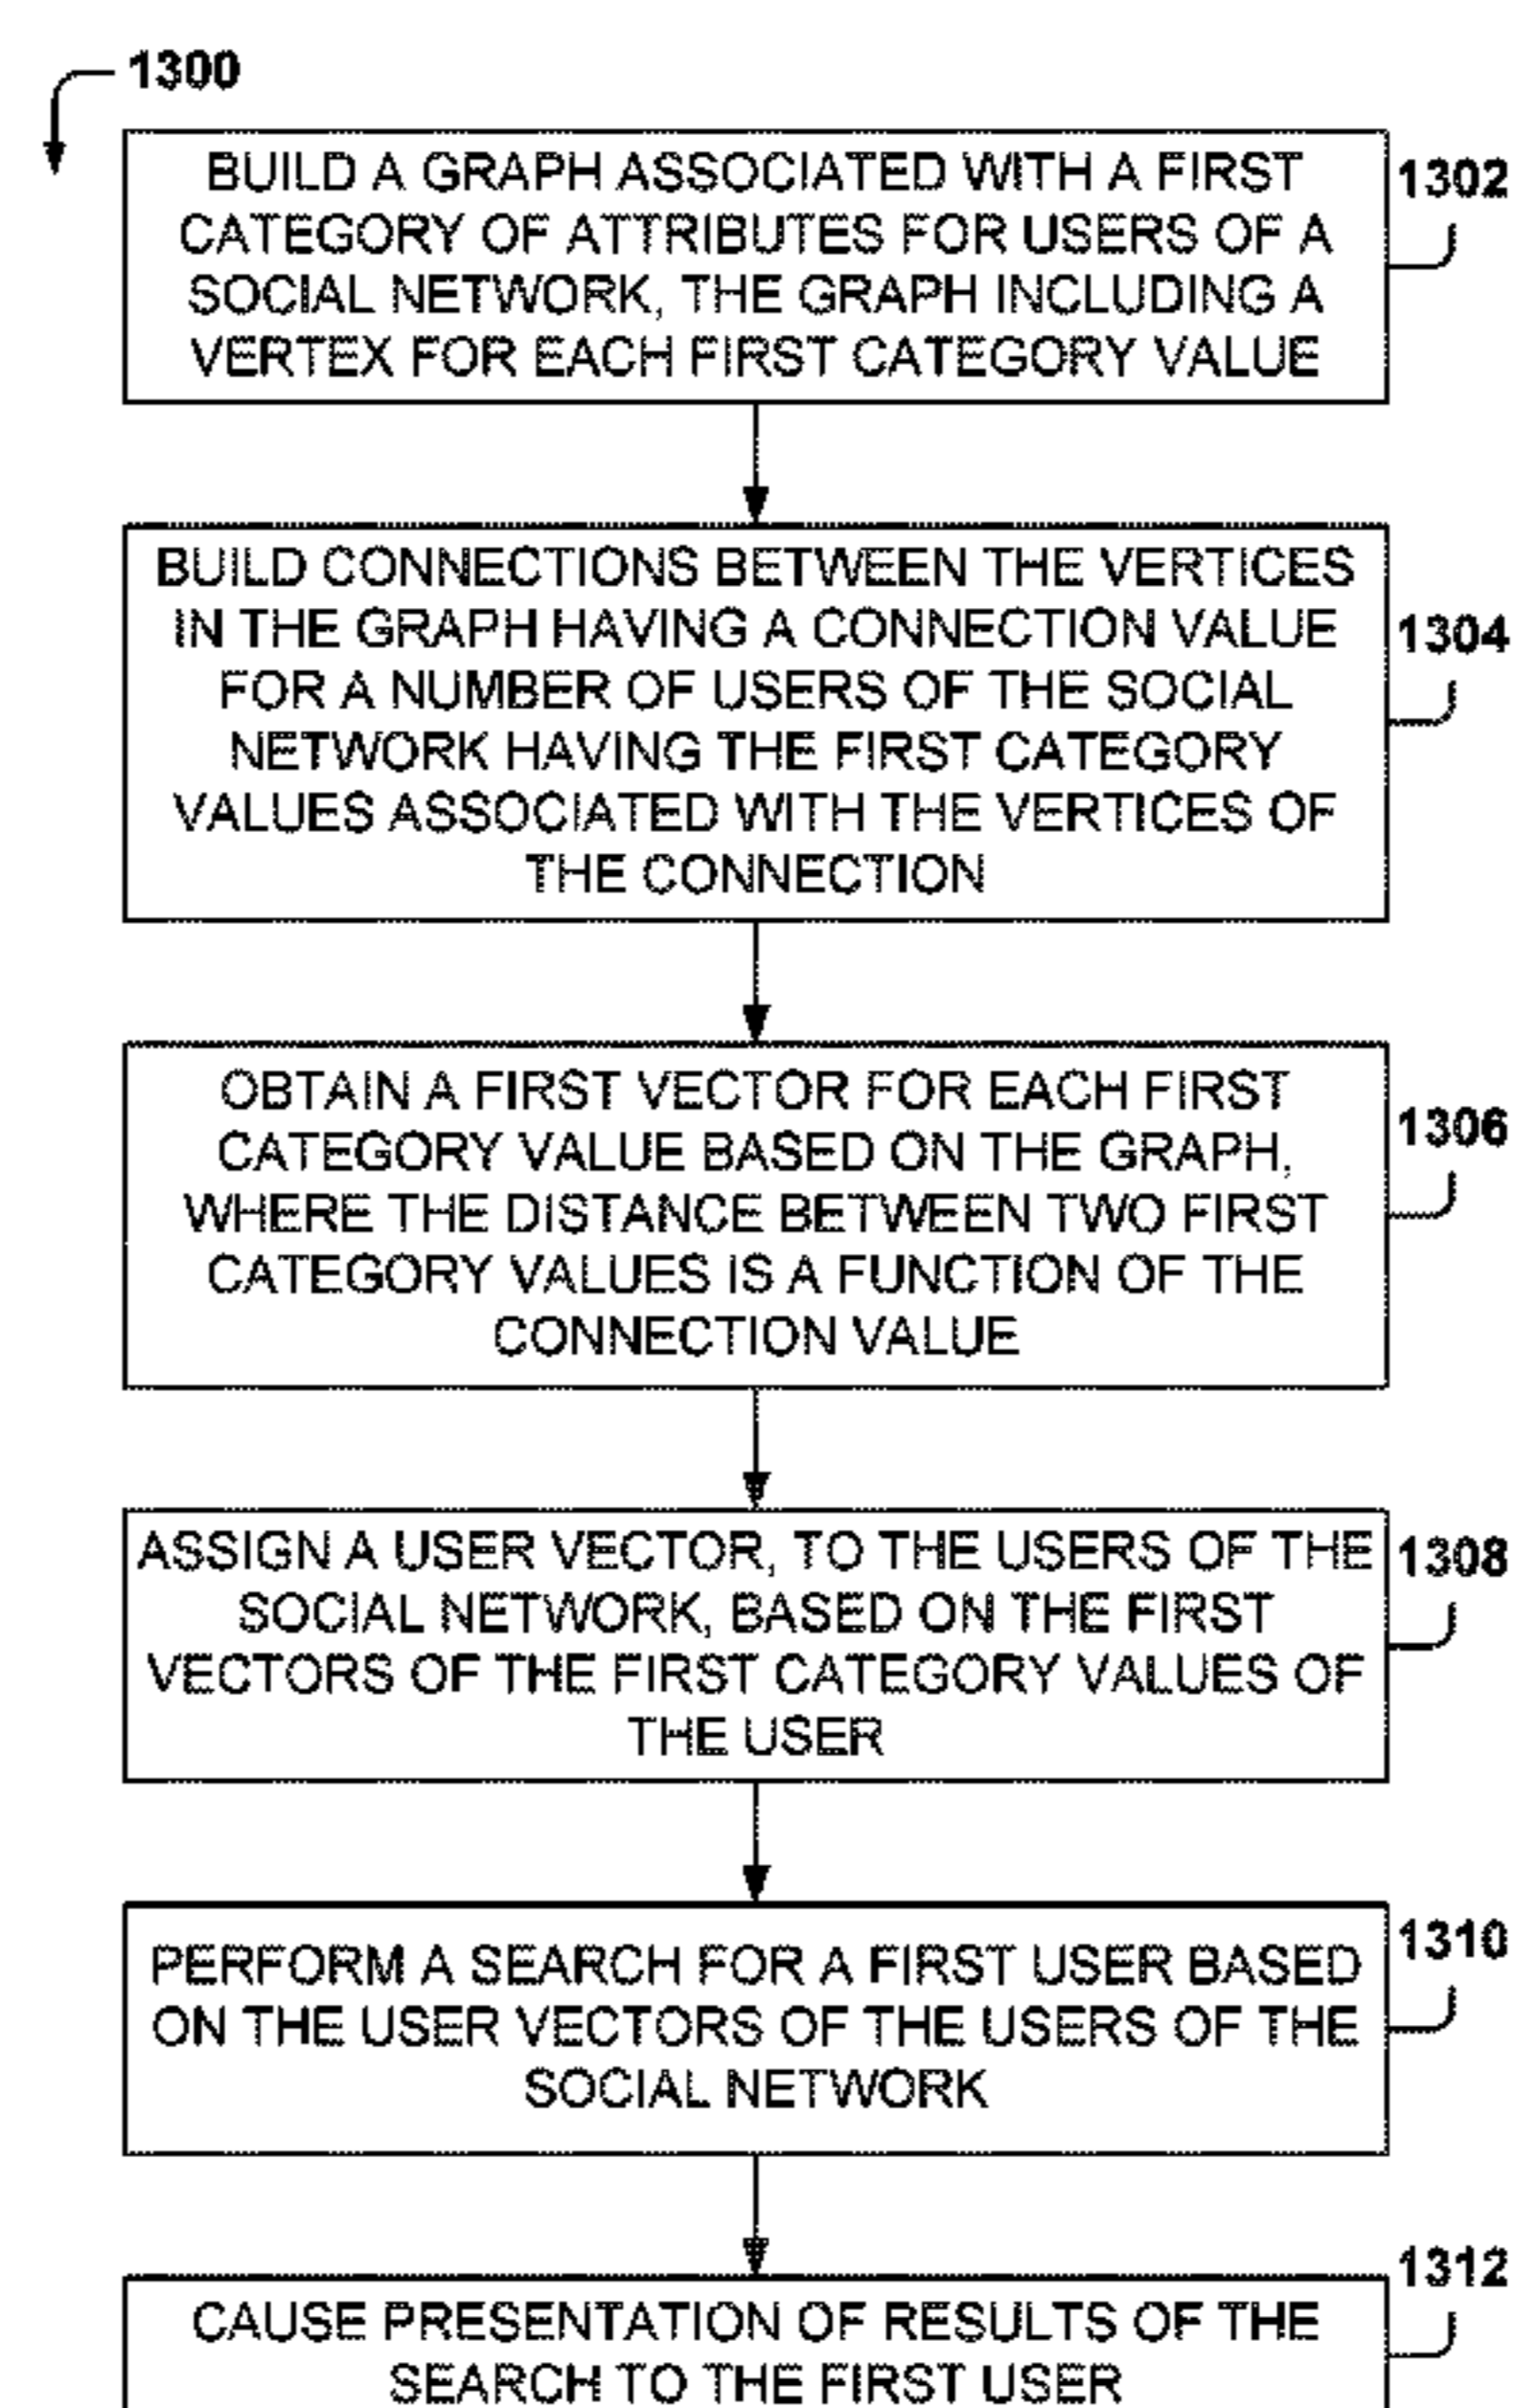 1300
BUILD A GRAPH ASSOCIATED WITH A FIRST
CATEGORY OF ATTRIBUTES FOR USERS OF A
SOCIAL NETWORK, THE GRAPH INCLUDING A
VERTEX FOR EACH FIRST CATEGORY VALUE
1302
BUILD CONNECTIONS BETWEEN THE VERTICES
IN THE GRAPH HAVING A CONNECTION VALUE
FOR A NUMBER OF USERS OF THE SOCIAL
NETWORK HAVING THE FIRST CATEGORY
VALUES ASSOCIATED WITH THE VERTICES OF
THE CONNECTION
1304
OBTAIN A FIRST VECTOR FOR EACH FIRST
CATEGORY VALUE BASED ON THE GRAPH,
WHERE THE DISTANCE BETWEEN TWO FIRST
CATEGORY VALUES IS A FUNCTION OF THE
CONNECTION VALUE
1306
ASSIGN A USER VECTOR, TO THE USERS OF THE
SOCIAL NETWORK, BASED ON THE FIRST
VECTORS OF THE FIRST CATEGORY VALUES OF
THE USER
1308
PERFORM A SEARCH FOR A FIRST USER BASED
ON THE USER VECTORS OF THE USERS OF THE
SOCIAL NETWORK
1310
CAUSE PRESENTATION OF RESULTS OF THE
SEARCH TO THE FIRST USER
1312